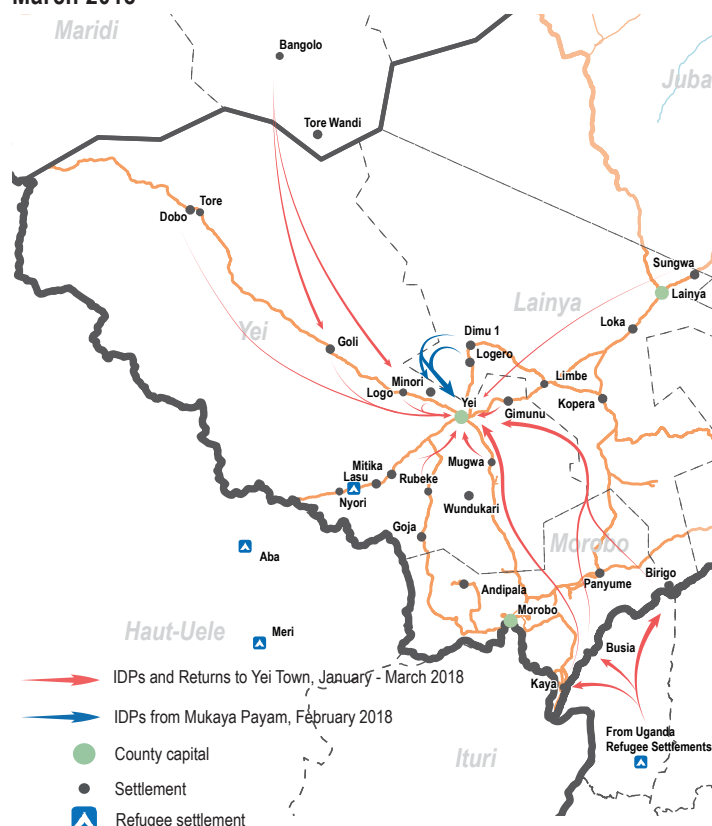 March 2018
Maridi
Bangolo
Juba
Tore Wandi
Dobo
Tore
Sungwa
Lainya
Lainya
Loka
Yei
Goli
Dimu 1
Logero
Minori
Logo
Yei
Limbe
Gimunu
Kopera
Mitika
Lasu
Nyori
Rubeke
Mugwa
Wundukari
Goja
Morobo
Aba
Andipala
Panyume
Birigo
Morobo
Haut-Uele
Meri
Busia
Kaya
IDPs and Returns to Yei Town, January - March 2018
IDPs from Mukaya Payam, February 2018
From Uganda
Refugee Settlements
County capital
Ituri
Settlement
Refugee settlement